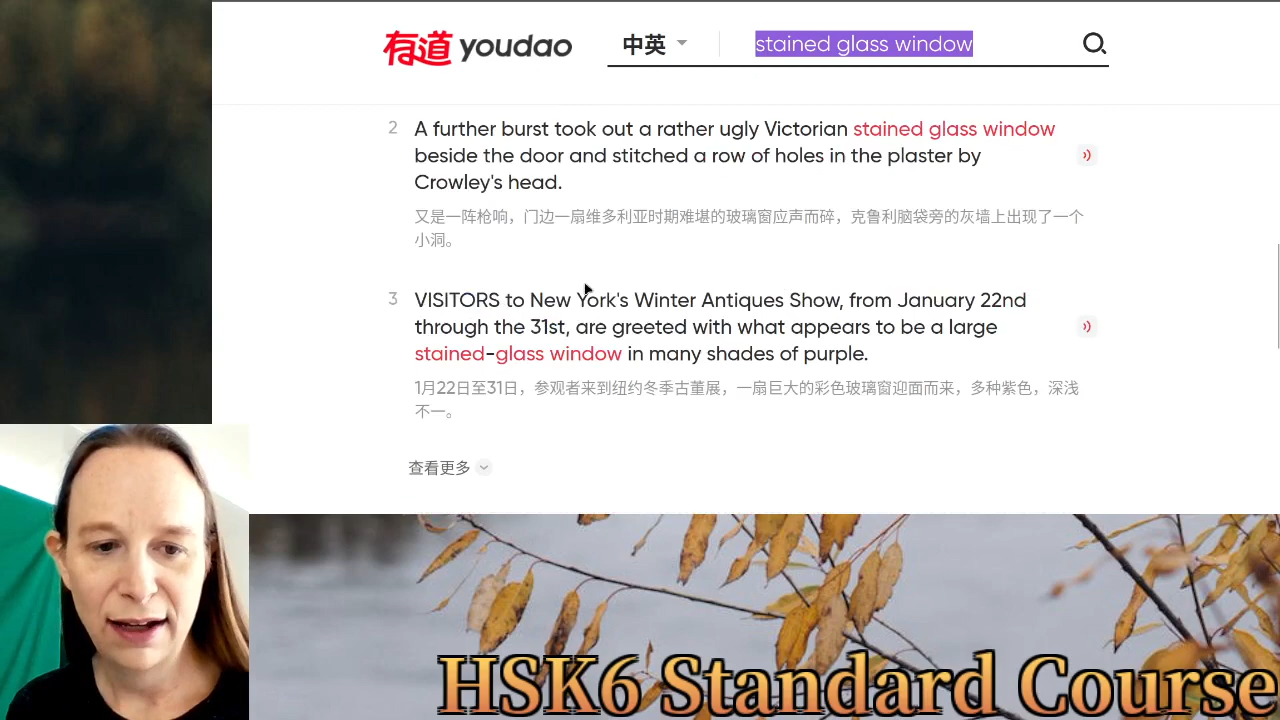 有道 youdao 中英 stained glass window
2 A further burst took out a rather ugly Victorian stained glass window
beside the door and stitched a row of holes in the plaster by
Crowley's head.
又是一阵枪响，门边一扇维多利亚时期难堪的玻璃窗应声而碎，克鲁利脑袋旁的灰墙上出现了一个
小洞。
3 VISITORS to New York's Winter Antiques Show, from January 22nd
through the 31st, are greeted with what appears to be a large
stained-glass window in many shades of purple.
1月22日至31日，参观者来到纽约冬季古董展，一扇巨大的彩色玻璃窗迎面而来，多种紫色，深浅
不一。
查看更多
HSK6 Standard Course